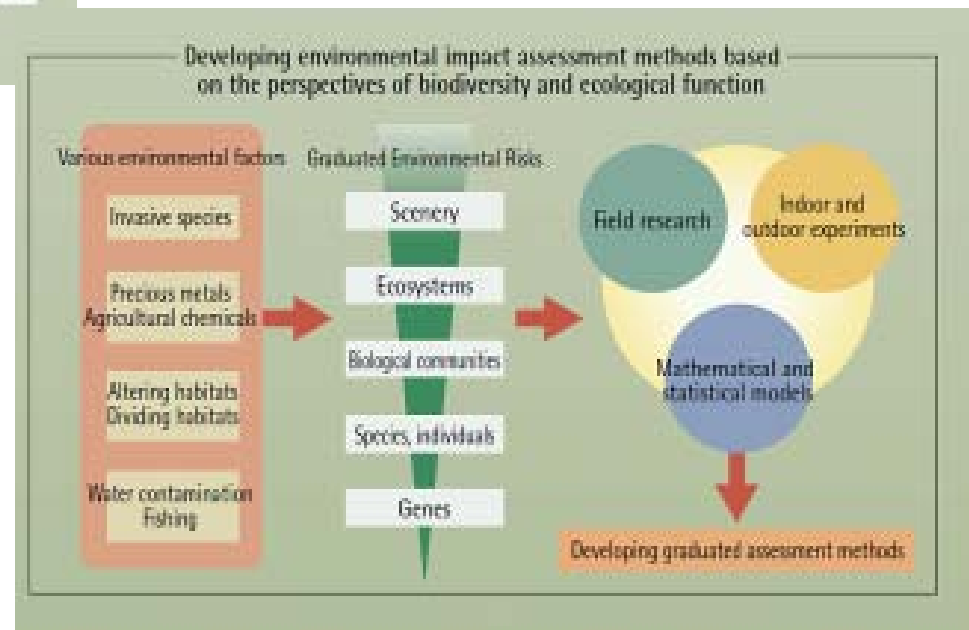 Developing environmental impact assessment methods based
on the perspectives of biodiversity and ecological function
Various environmental factors
Invasive species
Precious metals
Agricultural chemicals
Altering habitats
Dividing habitats
Water contamination
Fishing
Graduated Environmental Risks
Scenery
Ecosystems
Biological communities
Species, individuals
Genes
Field research
Indoor and
outdoor experiments
Mathematical and
statistical models
Developing graduated assessment methods